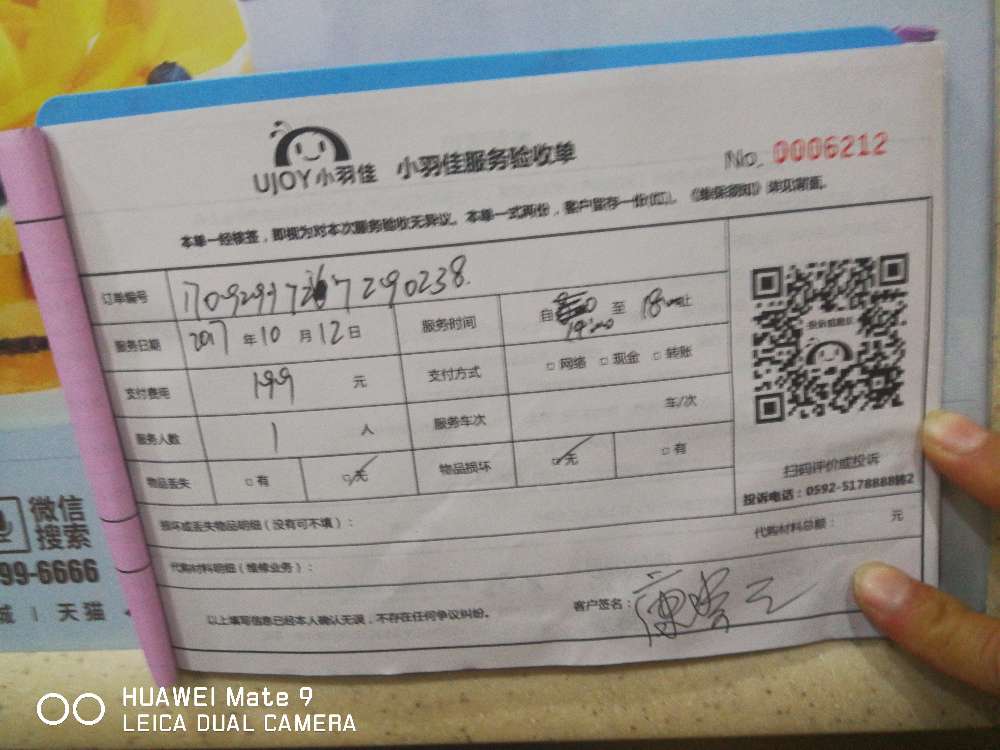 UJOY小羽佳 小羽佳服务验收单 No. 0006212
本单一经核签，即视为对本次服务验收无异议。本单一式两份，客户留存一份(红)。《维保须知》详见背面。
订单编号
服务日期 2017 年 10 月 12 日 服务时间 自 14:00 至 18:00 止
支付费用 199 元 支付方式 □ 网络 □ 现金 □ 转账
服务人数 1 人 服务车次 车/次
物品丢失 □ 有 □ 无 物品损坏 □ 无 □ 有
扫码评价或投诉
投诉电话：0592-5178888转2
损坏或丢失物品明细（没有可不填）：
代购材料明细（维修业务）： 代购材料总额： 元
以上填写信息已经本人确认无误，不存在任何争议纠纷。 客户签名：
微信
搜索
99-6666
城 | 天猫
HUAWEI Mate 9
LEICA DUAL CAMERA